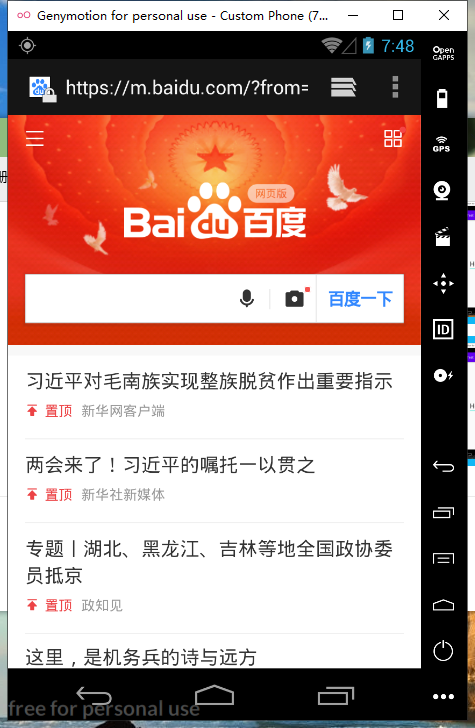 Genymotion for personal use - Custom Phone (7...
7:48
Open
GAPPS
https://m.baidu.com/?from=
GPS
网页版
Bai du 百度
百度一下
ID
习近平对毛南族实现整族脱贫作出重要指示
置顶 新华网客户端
两会来了！习近平的嘱托一以贯之
置顶 新华社新媒体
专题丨湖北、黑龙江、吉林等地全国政协委
员抵京
置顶 政知见
这里，是机务兵的诗与远方
free for personal use